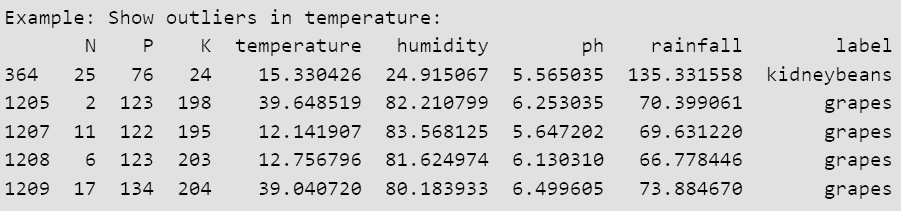 Example: Show outliers in temperature:
N P K temperature humidity ph rainfall label
364 25 76 24 15.330426 24.915067 5.565035 135.331558 kidneybeans
1205 2 123 198 39.648519 82.210799 6.253035 70.399061 grapes
1207 11 122 195 12.141907 83.568125 5.647202 69.631220 grapes
1208 6 123 203 12.756796 81.624974 6.130310 66.778446 grapes
1209 17 134 204 39.040720 80.183933 6.499605 73.884670 grapes